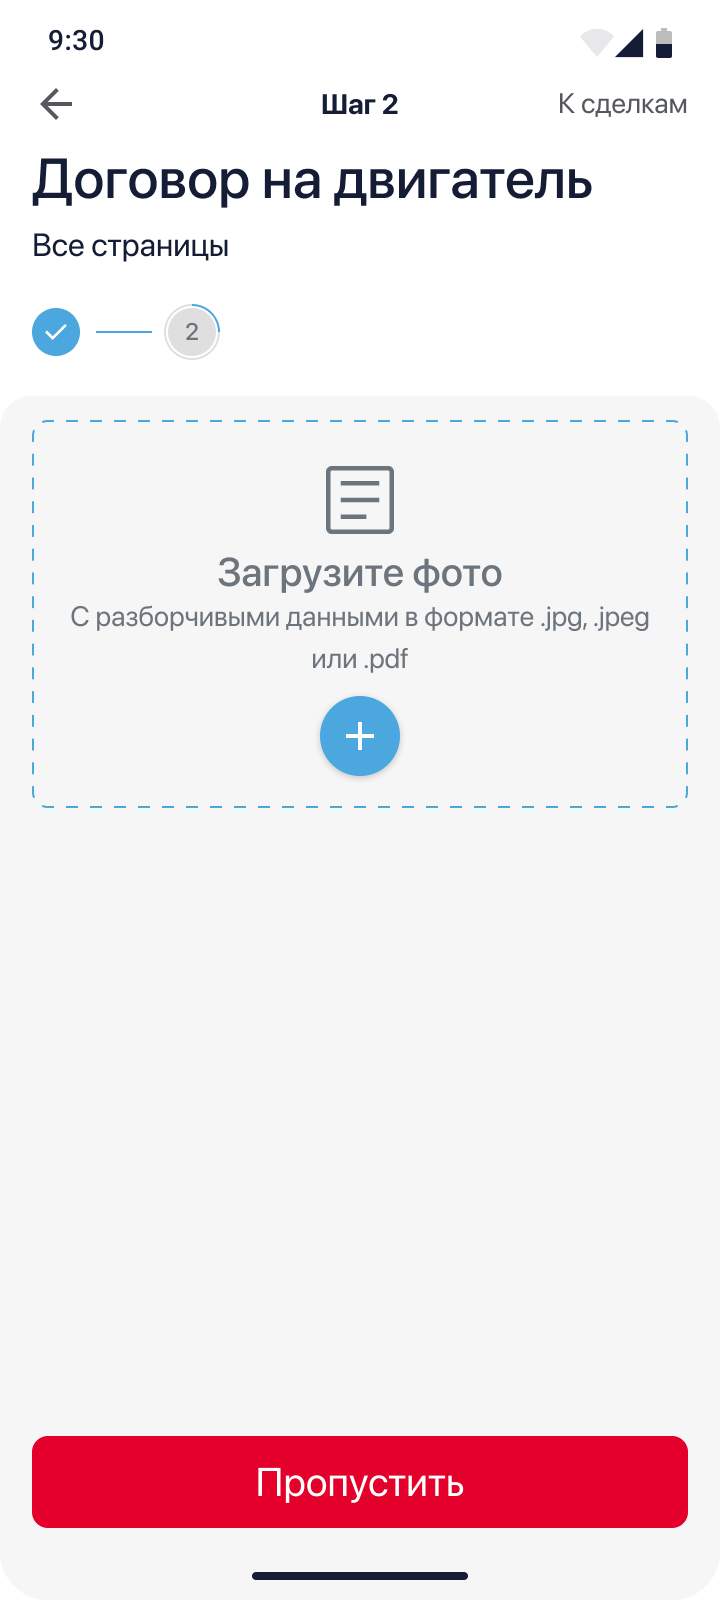 9:30
Шаг 2
К сделкам
Договор на двигатель
Все страницы
2
Загрузите фото
С разборчивыми данными в формате .jpg, .jpeg
или .pdf
Пропустить